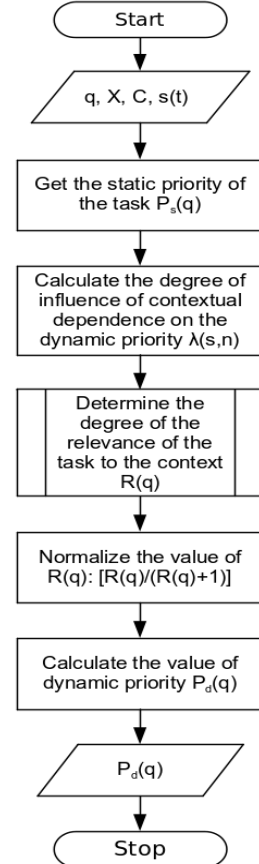 Start
q, X, C, s(t)
Get the static priority of
the task Pₛ(q)
Calculate the degree of
influence of contextual
dependence on the
dynamic priority λ(s,n)
Determine the
degree of the
relevance of the
task to the context
R(q)
Normalize the value of
R(q): [R(q)/(R(q)+1)]
Calculate the value of
dynamic priority P_d(q)
P_d(q)
Stop